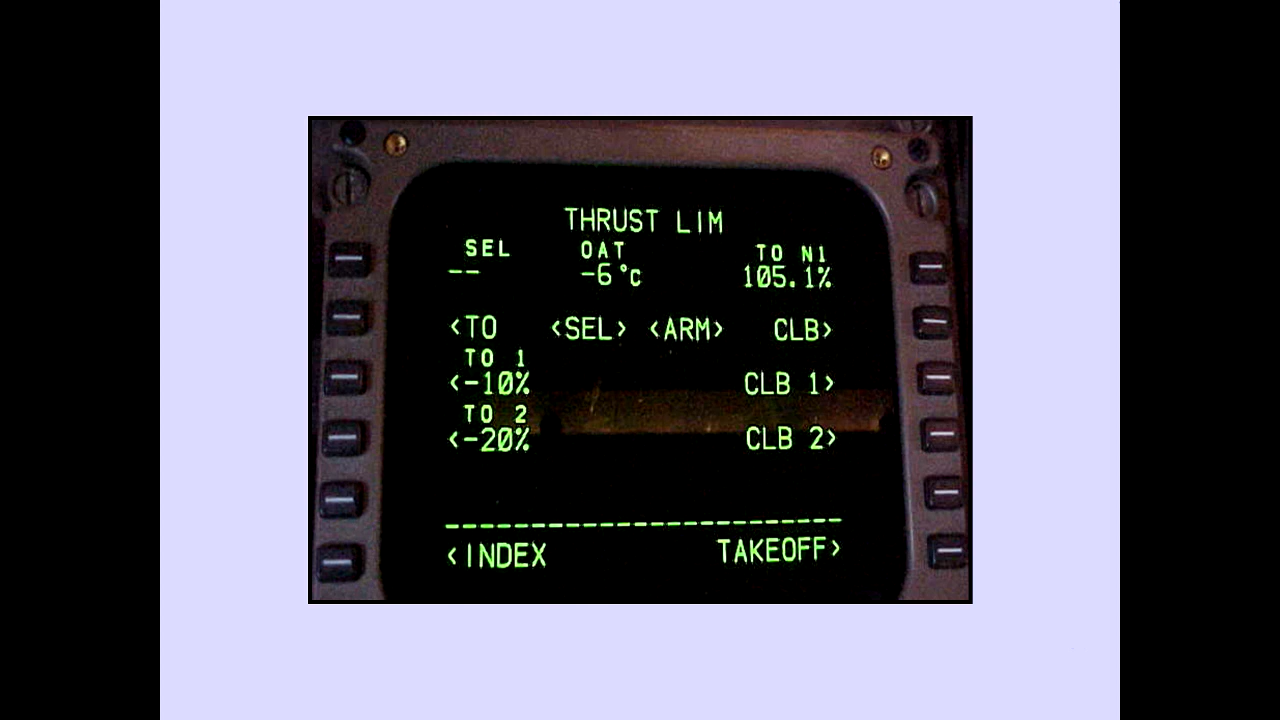 THRUST LIM
SEL OAT TO N1
-- -6°C 105.1%
<TO <SEL> <ARM> CLB>
TO 1
<-10% CLB 1>
TO 2
<-20% CLB 2>
------------------------
<INDEX TAKEOFF>